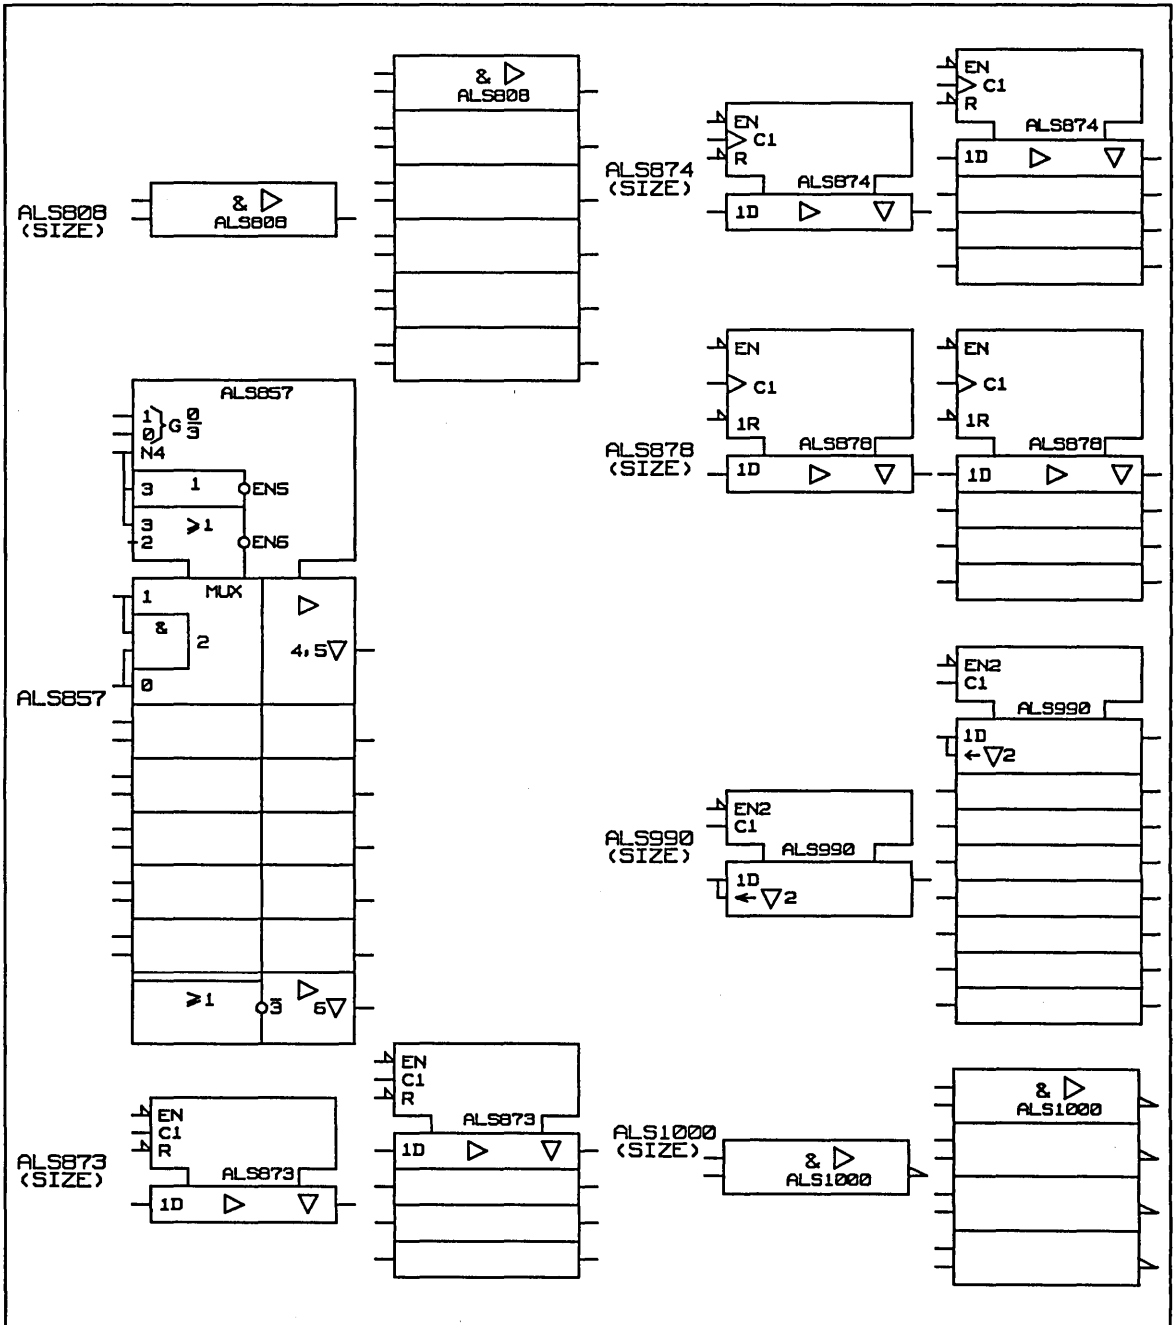 ALS808
(SIZE)
& ▷
ALS808
& ▷
ALS808
ALS857
ALS857
1
0
} G 0/3
N4
3 1 EN5
3 ≥1
2 EN6
MUX
1 ▷
&
2
4,5▽
0
≥1 3̅ ▷
6▽
ALS873
(SIZE)
EN
C1
R
ALS873
1D ▷ ▽
EN
C1
R
ALS873
1D ▷ ▽
ALS874
(SIZE)
EN
C1
R
ALS874
1D ▷ ▽
EN
C1
R
ALS874
1D ▷ ▽
ALS878
(SIZE)
EN
C1
1R
ALS878
1D ▷ ▽
EN
C1
1R
ALS878
1D ▷ ▽
ALS990
(SIZE)
EN2
C1
ALS990
1D
←▽2
EN2
C1
ALS990
1D
←▽2
ALS1000
(SIZE)
& ▷
ALS1000
& ▷
ALS1000